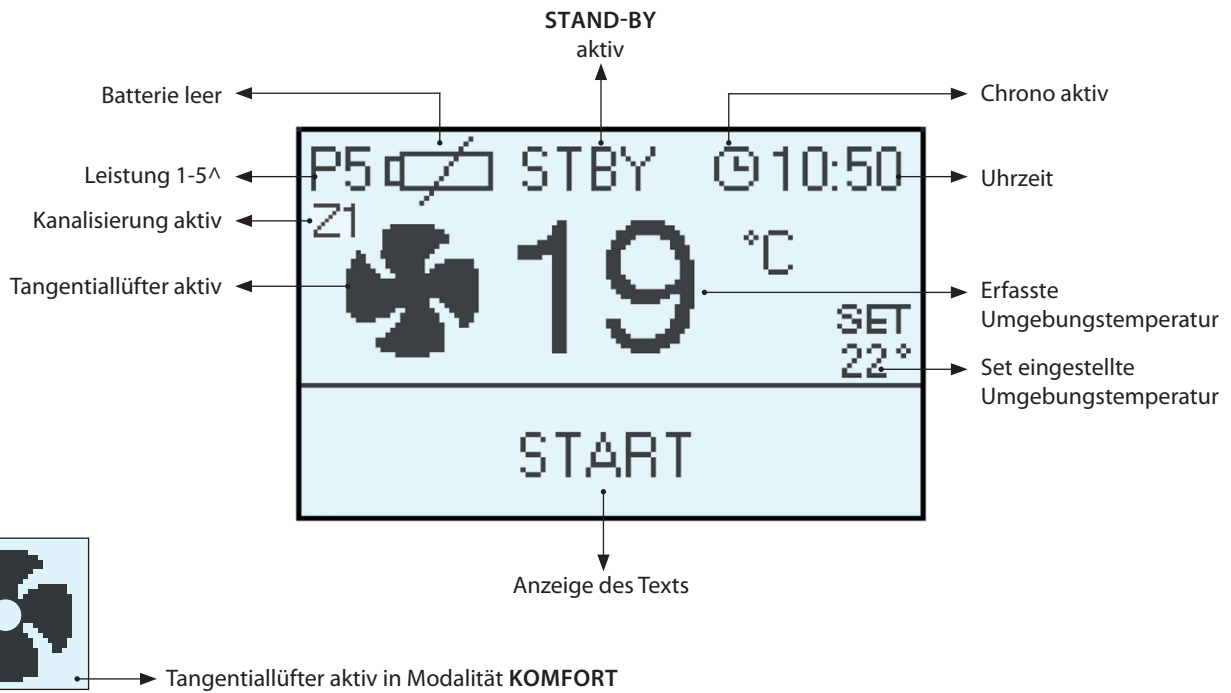 STAND-BY
aktiv
Batterie leer
Chrono aktiv
P5 STBY 10:50
Leistung 1-5^
Uhrzeit
Kanalisierung aktiv
Z1
19 °C
Tangentiallüfter aktiv
Erfasste
Umgebungstemperatur
SET
22°
Set eingestellte
Umgebungstemperatur
START
Anzeige des Texts
Tangentiallüfter aktiv in Modalität KOMFORT